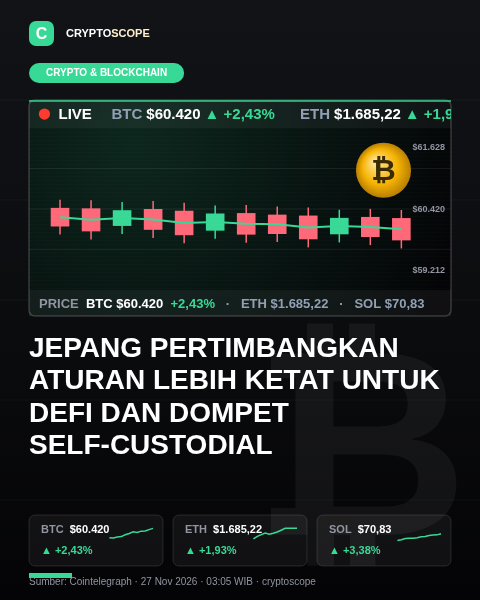 C CRYPTOSCOPE
CRYPTO & BLOCKCHAIN
LIVE BTC $60.420 ▲ +2,43% ETH $1.685,22 ▲ +1,9
$61.628
₿
$60.420
$59.212
PRICE BTC $60.420 +2,43% · ETH $1.685,22 · SOL $70,83
JEPANG PERTIMBANGKAN
ATURAN LEBIH KETAT UNTUK
DEFI DAN DOMPET
SELF-CUSTODIAL
BTC $60.420 ETH $1.685,22 SOL $70,83
▲ +2,43% ▲ +1,93% ▲ +3,38%
Sumber: Cointelegraph · 27 Nov 2026 · 03:05 WIB · cryptoscope